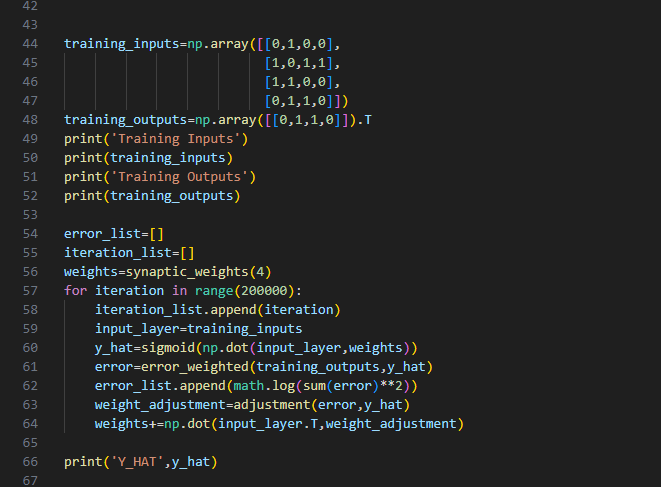 42
43
44 training_inputs=np.array([[0,1,0,0],
45 [1,0,1,1],
46 [1,1,0,0],
47 [0,1,1,0]])
48 training_outputs=np.array([[0,1,1,0]]).T
49 print('Training Inputs')
50 print(training_inputs)
51 print('Training Outputs')
52 print(training_outputs)
53
54 error_list=[]
55 iteration_list=[]
56 weights=synaptic_weights(4)
57 for iteration in range(200000):
58 iteration_list.append(iteration)
59 input_layer=training_inputs
60 y_hat=sigmoid(np.dot(input_layer,weights))
61 error=error_weighted(training_outputs,y_hat)
62 error_list.append(math.log(sum(error)**2))
63 weight_adjustment=adjustment(error,y_hat)
64 weights+=np.dot(input_layer.T,weight_adjustment)
65
66 print('Y_HAT',y_hat)
67